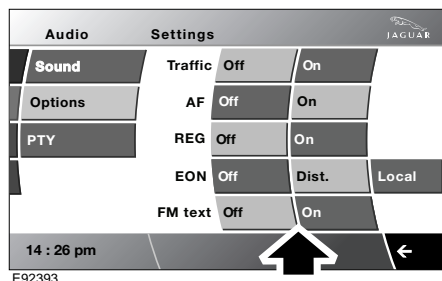 Audio Settings JAGUAR
Sound Traffic Off On
Options AF Off On
PTY REG Off On
EON Off Dist. Local
FM text Off On
14 : 26 pm
E92393